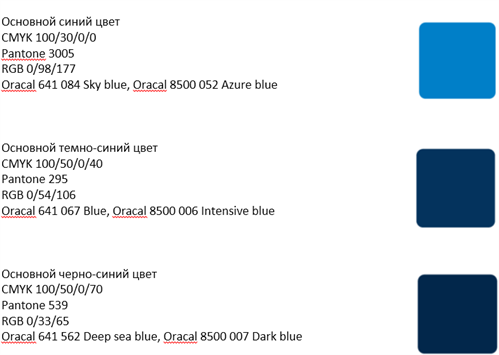 Основной синий цвет
CMYK 100/30/0/0
Pantone 3005
RGB 0/98/177
Oracal 641 084 Sky blue, Oracal 8500 052 Azure blue
Основной темно-синий цвет
CMYK 100/50/0/40
Pantone 295
RGB 0/54/106
Oracal 641 067 Blue, Oracal 8500 006 Intensive blue
Основной черно-синий цвет
CMYK 100/50/0/70
Pantone 539
RGB 0/33/65
Oracal 641 562 Deep sea blue, Oracal 8500 007 Dark blue